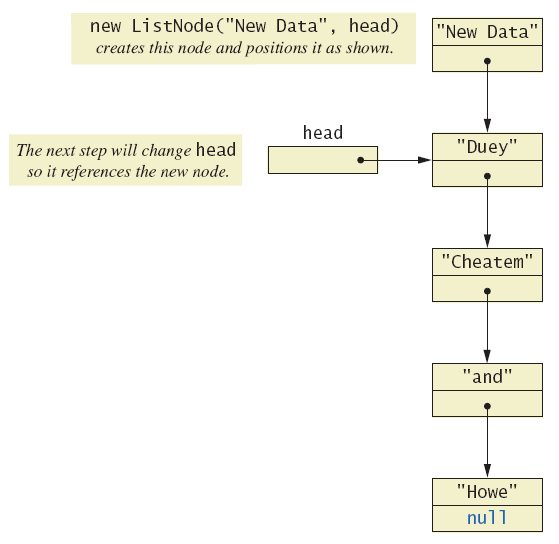 new ListNode("New Data", head)
creates this node and positions it as shown.
"New Data"
head
The next step will change head
so it references the new node.
"Duey"
"Cheatem"
"and"
"Howe"
null